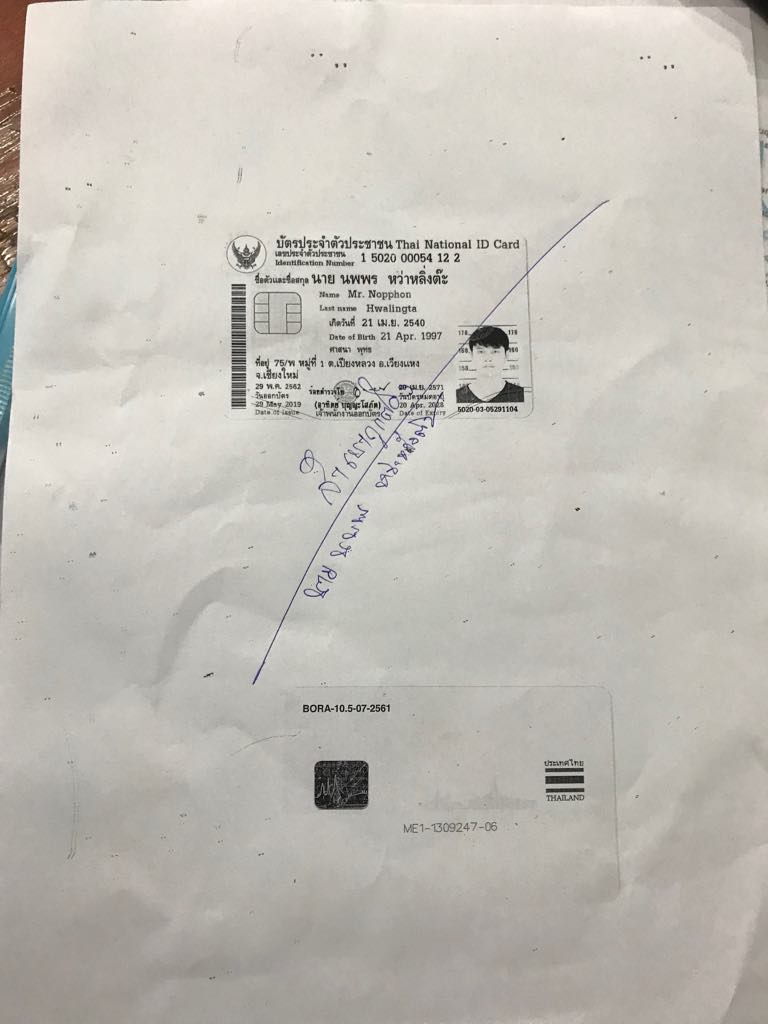 บัตรประจำตัวประชาชน Thai National ID Card
เลขประจำตัวประชาชน
Identification Number 1 5020 00054 12 2
ชื่อตัวและชื่อสกุล นาย นพพร หว่าหลิ่งต๊ะ
Name Mr. Nopphon
Last name Hwalingta
เกิดวันที่ 21 เม.ย. 2540
Date of Birth 21 Apr. 1997
ศาสนา พุทธ
ที่อยู่ 75/พ หมู่ที่ 1 ต.เปียงหลวง อ.เวียงแหง
จ.เชียงใหม่
29 พ.ค. 2562
วันออกบัตร
29 May 2019
Date of Issue
เจ้าพนักงานออกบัตร
20 เม.ย. 2571
วันบัตรหมดอายุ
20 Apr. 2028
Date of Expiry
5020-03-05291104
สำเนาถูกต้อง
BORA-10.5-07-2561
ประเทศไทย
THAILAND
ME1-1309247-06